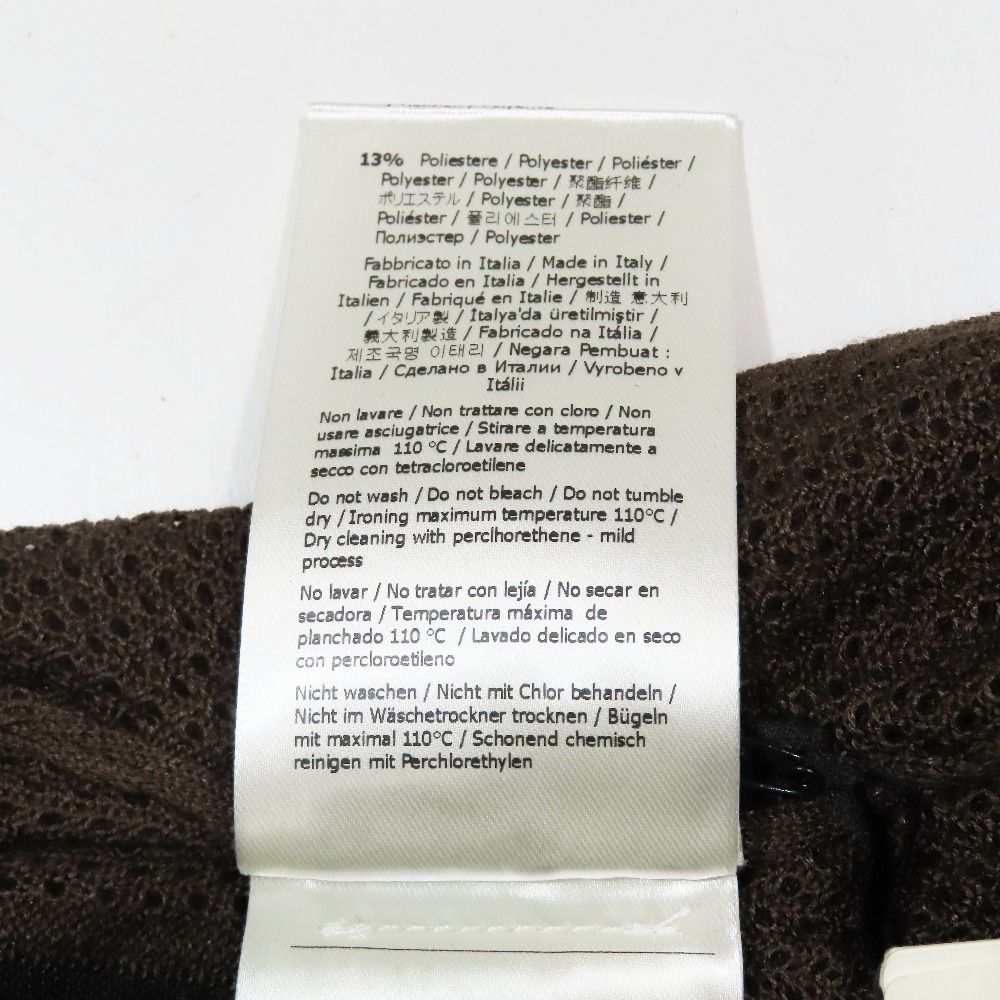 13% Poliestere / Polyester / Poliéster /
Polyester / Polyester / 聚酯纤维 /
ポリエステル / Polyester / 聚酯 /
Poliéster / 폴리에스터 / Poliester /
Полиэстер / Polyester
Fabbricato in Italia / Made in Italy /
Fabricado en Italia / Hergestellt in
Italien / Fabriqué en Italie / 制造 意大利
/ イタリア製 / İtalya'da üretilmiştir /
義大利製造 / Fabricado na Itália /
제조국명 이태리 / Negara Pembuat :
Italia / Сделано в Италии / Vyrobeno v
Itálii
Non lavare / Non trattare con cloro / Non
usare asciugatrice / Stirare a temperatura
massima 110 °C / Lavare delicatamente a
secco con tetracloroetilene
Do not wash / Do not bleach / Do not tumble
dry / Ironing maximum temperature 110°C /
Dry cleaning with perclhorethene - mild
process
No lavar / No tratar con lejía / No secar en
secadora / Temperatura máxima de
planchado 110 °C / Lavado delicado en seco
con percloroetileno
Nicht waschen / Nicht mit Chlor behandeln /
Nicht im Wäschetrockner trocknen / Bügeln
mit maximal 110°C / Schonend chemisch
reinigen mit Perchlorethylen